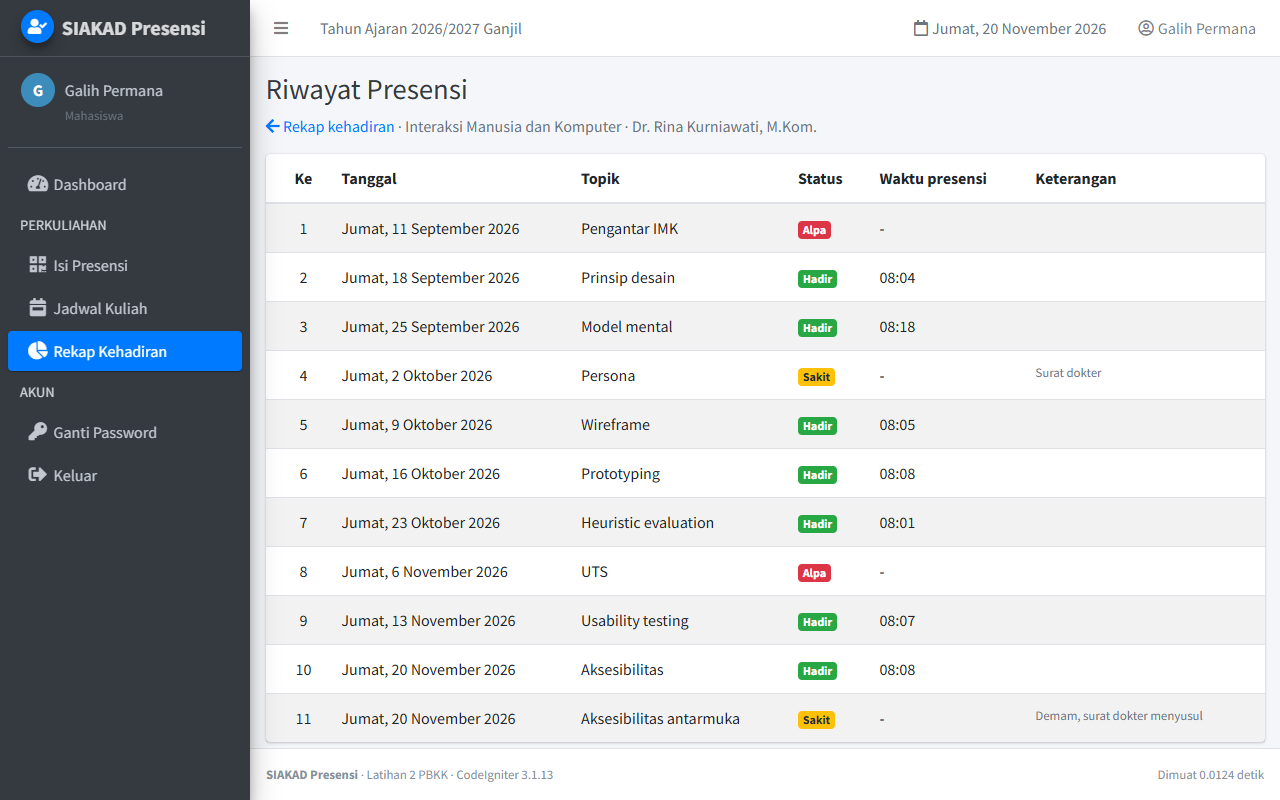 SIAKAD Presensi
Tahun Ajaran 2026/2027 Ganjil
Jumat, 20 November 2026
Galih Permana
G
Galih Permana
Mahasiswa
Dashboard
PERKULIAHAN
Isi Presensi
Jadwal Kuliah
Rekap Kehadiran
AKUN
Ganti Password
Keluar
Riwayat Presensi
Rekap kehadiran · Interaksi Manusia dan Komputer · Dr. Rina Kurniawati, M.Kom.
Ke Tanggal Topik Status Waktu presensi Keterangan
1 Jumat, 11 September 2026 Pengantar IMK Alpa -
2 Jumat, 18 September 2026 Prinsip desain Hadir 08:04
3 Jumat, 25 September 2026 Model mental Hadir 08:18
4 Jumat, 2 Oktober 2026 Persona Sakit - Surat dokter
5 Jumat, 9 Oktober 2026 Wireframe Hadir 08:05
6 Jumat, 16 Oktober 2026 Prototyping Hadir 08:08
7 Jumat, 23 Oktober 2026 Heuristic evaluation Hadir 08:01
8 Jumat, 6 November 2026 UTS Alpa -
9 Jumat, 13 November 2026 Usability testing Hadir 08:07
10 Jumat, 20 November 2026 Aksesibilitas Hadir 08:08
11 Jumat, 20 November 2026 Aksesibilitas antarmuka Sakit - Demam, surat dokter menyusul
SIAKAD Presensi · Latihan 2 PBKK · CodeIgniter 3.1.13
Dimuat 0.0124 detik